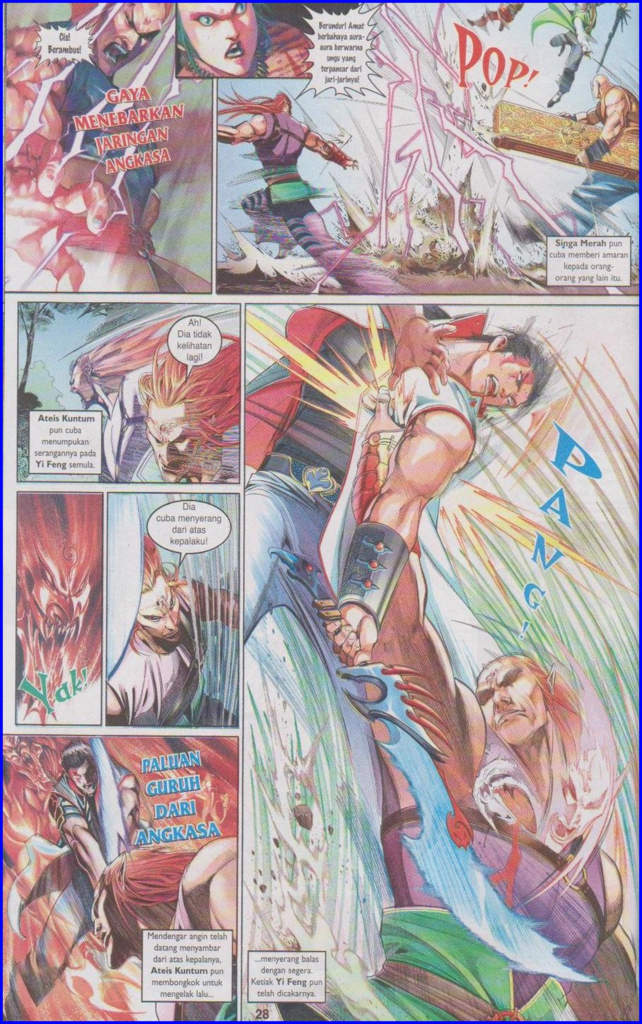 Cis!
Berambus!
GAYA
MENEBARKAN
JARINGAN
ANGKASA
Berundur! Amat
berbahaya aura-
aura berwarna
ungu yang
terpancar dari
jari-jarinya!
POP!
Singa Merah pun
cuba memberi amaran
kepada orang-
orang yang lain itu.
Ah!
Dia tidak
kelihatan
lagi!
Ateis Kuntum
pun cuba
menumpukan
serangannya pada
Yi Feng semula.
Yak!
Dia
cuba menyerang
dari atas
kepalaku!
PALUAN
GURUH
DARI
ANGKASA
Mendengar angin telah
datang menyambar
dari atas kepalanya,
Ateis Kuntum pun
membongkok untuk
mengelak lalu...
PANG!
...menyerang balas
dengan segera.
Ketiak Yi Feng pun
telah dicakarnya.
28